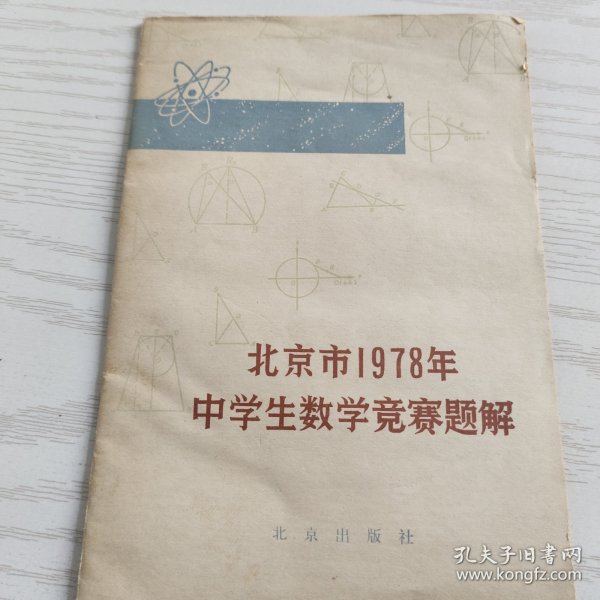 北京市1978年
中学生数学竞赛题解
北京出版社
孔夫子旧书网
www.kongfz.com